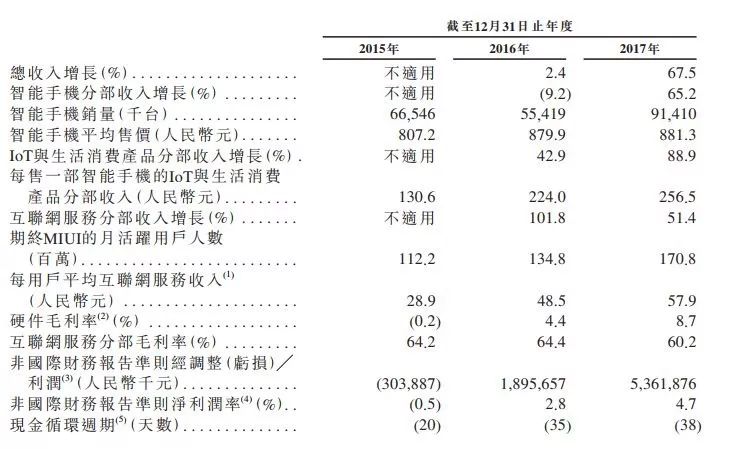 截至12月31日止年度
2015年 2016年 2017年
總收入增長(%)..................... 不適用 2.4 67.5
智能手機分部收入增長(%) ......... 不適用 (9.2) 65.2
智能手機銷量(千台) ............... 66,546 55,419 91,410
智能手機平均售價(人民幣元)....... 807.2 879.9 881.3
IoT與生活消費產品分部收入增長(%) . 不適用 42.9 88.9
每售一部智能手機的IoT與生活消費
產品分部收入(人民幣元)......... 130.6 224.0 256.5
互聯網服務分部收入增長(%) ....... 不適用 101.8 51.4
期終MIUI的月活躍用戶人數
(百萬)........................... 112.2 134.8 170.8
每用戶平均互聯網服務收入(1)
(人民幣元) ...................... 28.9 48.5 57.9
硬件毛利率(2)(%) ................. (0.2) 4.4 8.7
互聯網服務分部毛利率(%) ......... 64.2 64.4 60.2
非國際財務報告準則經調整(虧損)╱
利潤(3)(人民幣千元)............. (303,887) 1,895,657 5,361,876
非國際財務報告準則淨利潤率(4)(%).. (0.5) 2.8 4.7
現金循環週期(5)(天數)............. (20) (35) (38)